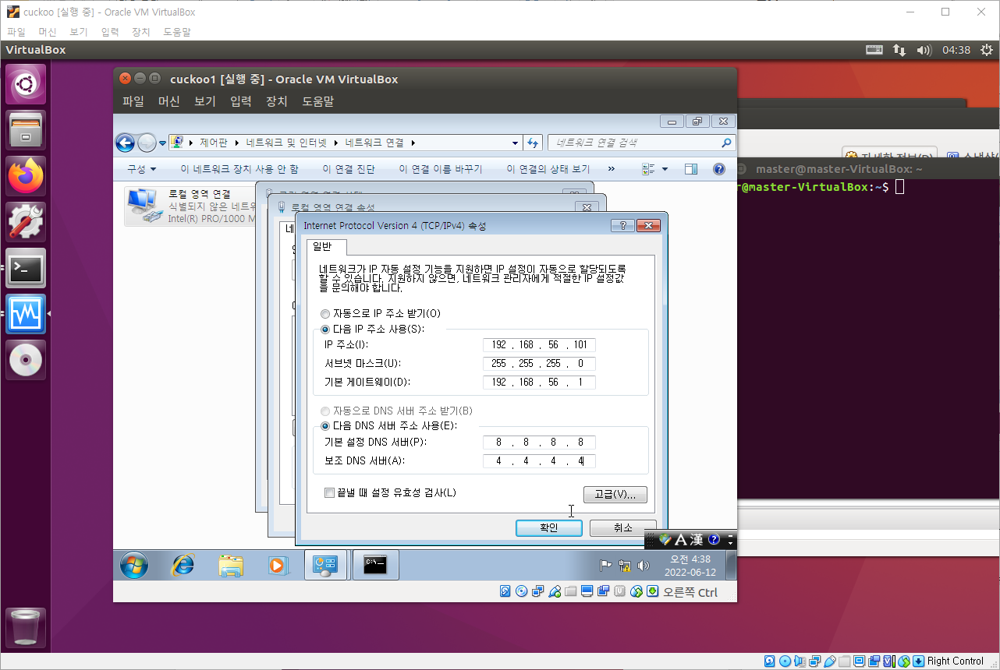 cuckoo [실행 중] - Oracle VM VirtualBox
파일 머신 보기 입력 장치 도움말
VirtualBox 04:38
cuckoo1 [실행 중] - Oracle VM VirtualBox
파일 머신 보기 입력 장치 도움말
제어판 네트워크 및 인터넷 네트워크 연결 네트워크 연결 검색
구성 이 네트워크 장치 사용 안 함 이 연결 진단 이 연결 이름 바꾸기 이 연결의 상태 보기 »
자세한 정보(D)
master@master-VirtualBox: ~
r@master-VirtualBox:~$
로컬 영역 연결
식별되지 않은 네트워
Intel(R) PRO/1000 M
로컬 영역 연결 상태
로컬 영역 연결 속성
Internet Protocol Version 4 (TCP/IPv4) 속성
일반
네트워크가 IP 자동 설정 기능을 지원하면 IP 설정이 자동으로 할당되도록
할 수 있습니다. 지원하지 않으면, 네트워크 관리자에게 적절한 IP 설정값
을 문의해야 합니다.
자동으로 IP 주소 받기(O)
다음 IP 주소 사용(S):
IP 주소(I): 192 . 168 . 56 . 101
서브넷 마스크(U): 255 . 255 . 255 . 0
기본 게이트웨이(D): 192 . 168 . 56 . 1
자동으로 DNS 서버 주소 받기(B)
다음 DNS 서버 주소 사용(E):
기본 설정 DNS 서버(P): 8 . 8 . 8 . 8
보조 DNS 서버(A): 4 . 4 . 4 . 4
끝낼 때 설정 유효성 검사(L)
고급(V)...
확인 취소
A 漢
오전 4:38
2022-06-12
오른쪽 Ctrl
Right Control